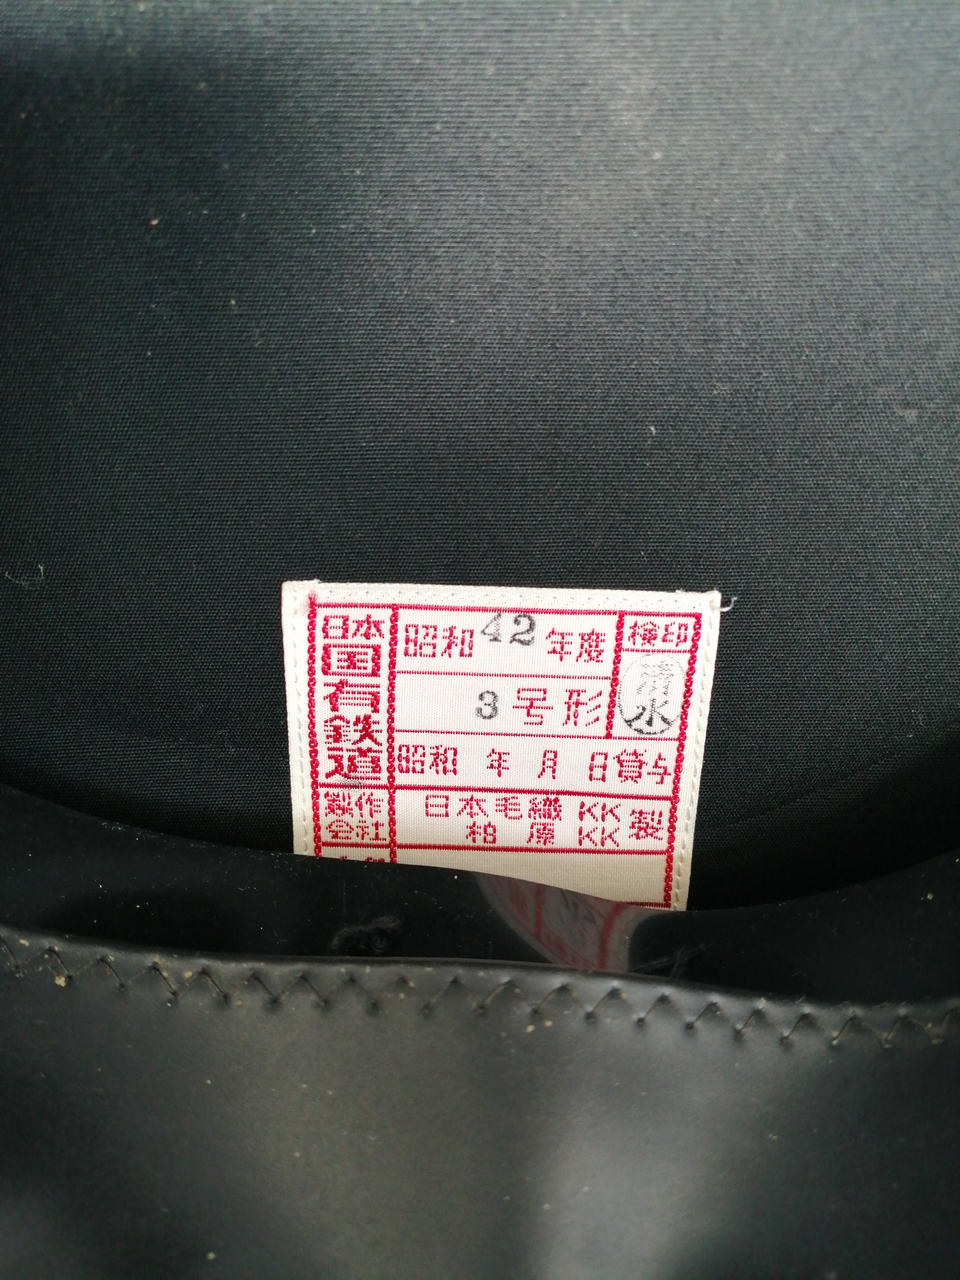 日本
国
有
鉄
道
昭和42年度
検印
清水
3号形
昭和 年 月 日貸与
製作
会社
日本毛織KK
柏原KK
製